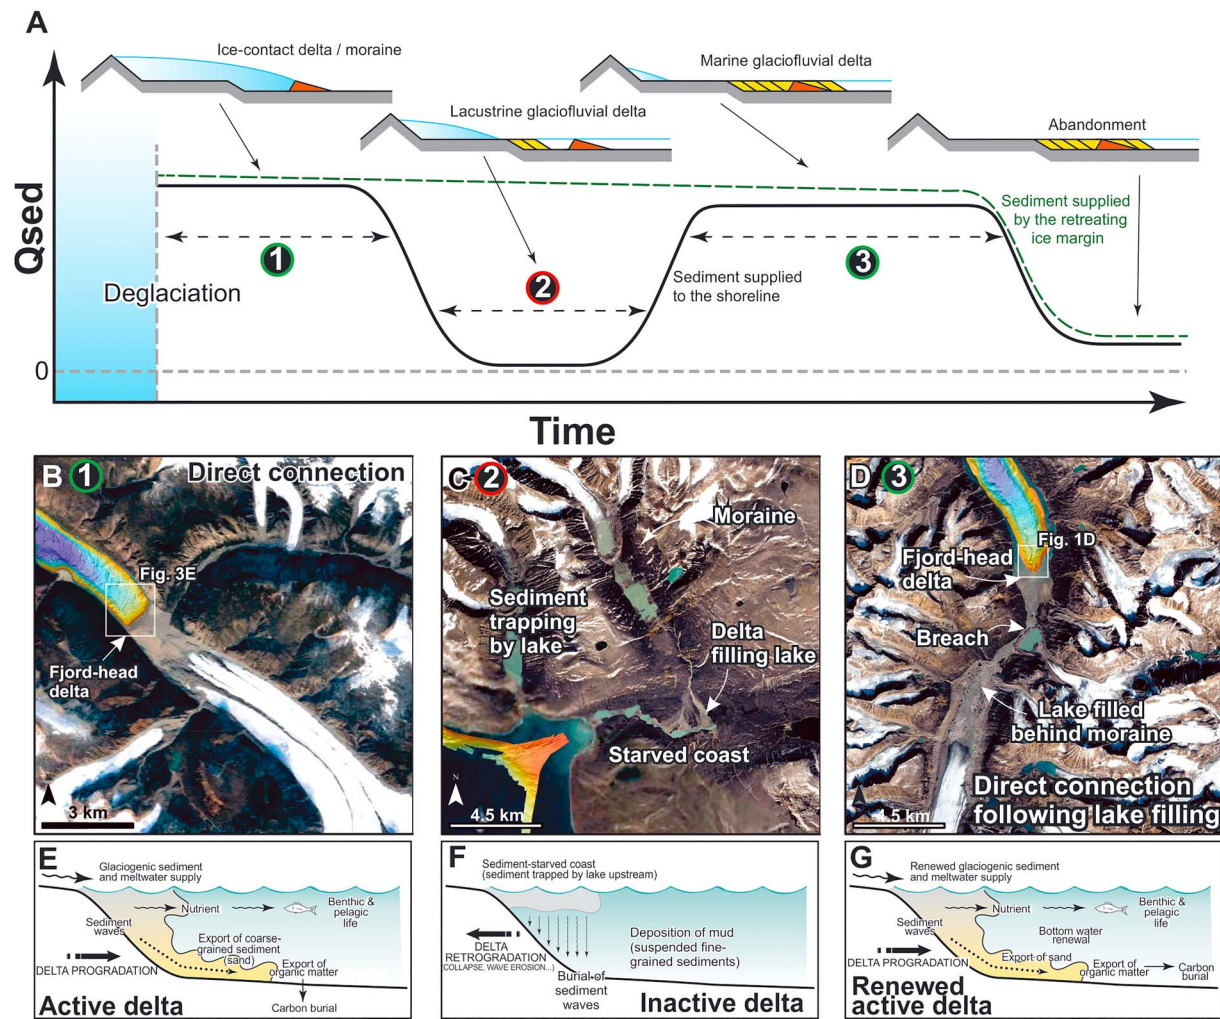 A
Ice-contact delta / moraine
Lacustrine glaciofluvial delta
Marine glaciofluvial delta
Abandonment
Qsed
Deglaciation
0
1
2
3
Sediment supplied
to the shoreline
Sediment supplied
by the retreating
ice margin
Time
B
1
Direct connection
Fig. 3E
Fjord-head
delta
3 km
C
2
Moraine
Sediment
trapping
by lake
Delta
filling lake
Starved coast
N
4.5 km
D
3
Fig. 1D
Fjord-head
delta
Breach
Lake filled
behind moraine
Direct connection
following lake filling
5 km
E
Glaciogenic sediment
and meltwater supply
Nutrient
Benthic &
pelagic
life
Sediment
waves
Export of coarse-
grained sediment
(sand)
Export of
organic matter
DELTA PROGRADATION
Carbon burial
Active delta
F
Sediment-starved coast
(sediment trapped by lake upstream)
Deposition of mud
(suspended fine-
grained sediments)
DELTA
RETROGRADATION
(COLLAPSE, WAVE EROSION...)
Burial of
sediment
waves
Inactive delta
G
Renewed glaciogenic sediment
and meltwater supply
Nutrient
Benthic &
pelagic
life
Sediment
waves
Bottom water
renewal
Export of sand
Export of
organic matter
Carbon
burial
DELTA PROGRADATION
Renewed
active delta